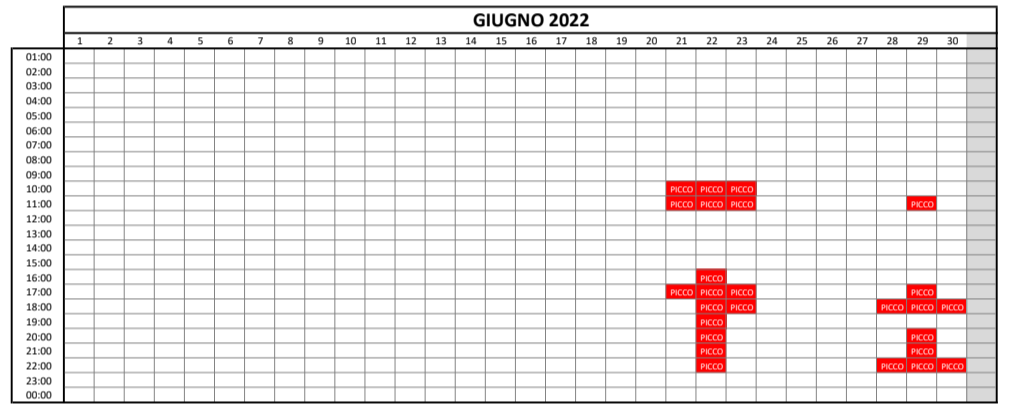 GIUGNO 2022
1 2 3 4 5 6 7 8 9 10 11 12 13 14 15 16 17 18 19 20 21 22 23 24 25 26 27 28 29 30
01:00
02:00
03:00
04:00
05:00
06:00
07:00
08:00
09:00
10:00 PICCO PICCO PICCO
11:00 PICCO PICCO PICCO PICCO
12:00
13:00
14:00
15:00
16:00 PICCO
17:00 PICCO PICCO PICCO PICCO
18:00 PICCO PICCO PICCO PICCO PICCO
19:00 PICCO
20:00 PICCO PICCO
21:00 PICCO PICCO
22:00 PICCO PICCO PICCO PICCO
23:00
00:00